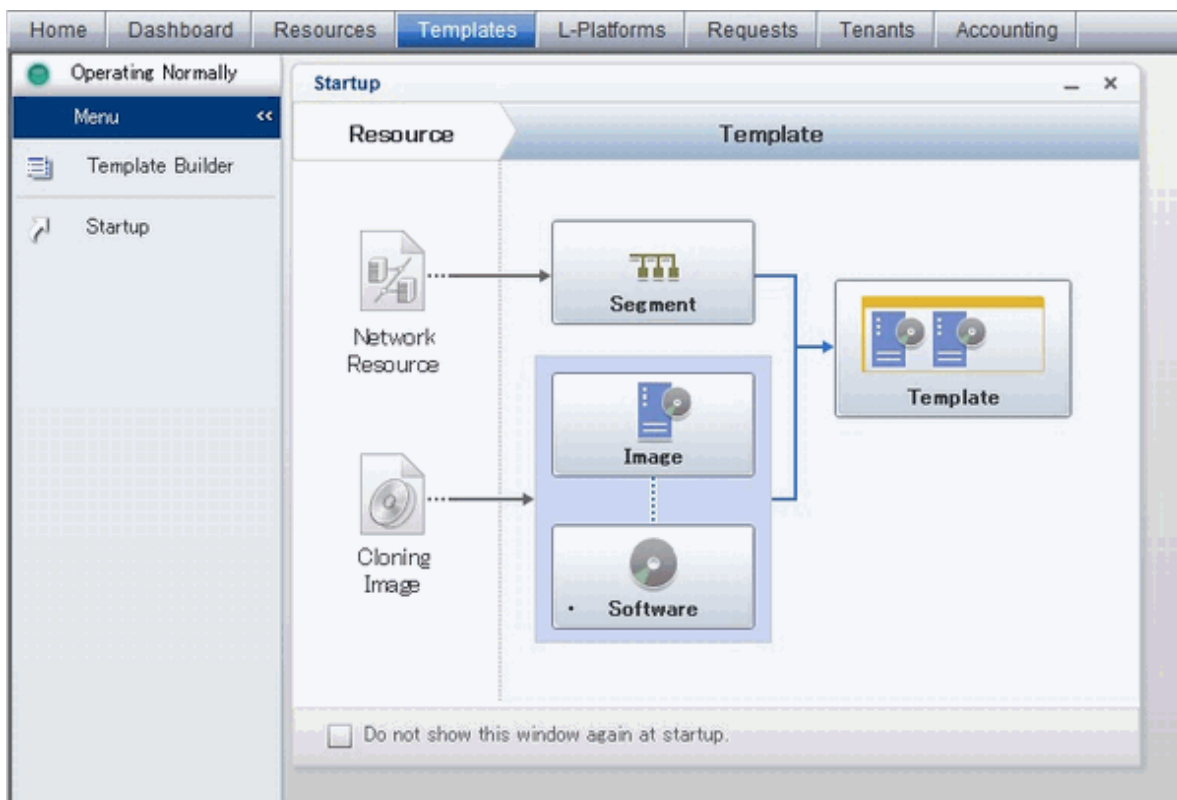 Home Dashboard Resources Templates L-Platforms Requests Tenants Accounting
Operating Normally
Menu <<
Template Builder
Startup
Startup
Resource Template
Network
Resource
Segment
Image
Template
Cloning
Image
Software
Do not show this window again at startup.